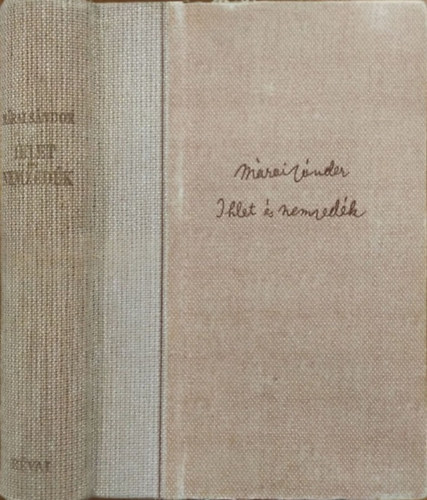 MÁRAI SÁNDOR
IHLET
ÉS
NEMZEDÉK
RÉVAI
Márai Sándor
Ihlet és nemzedék